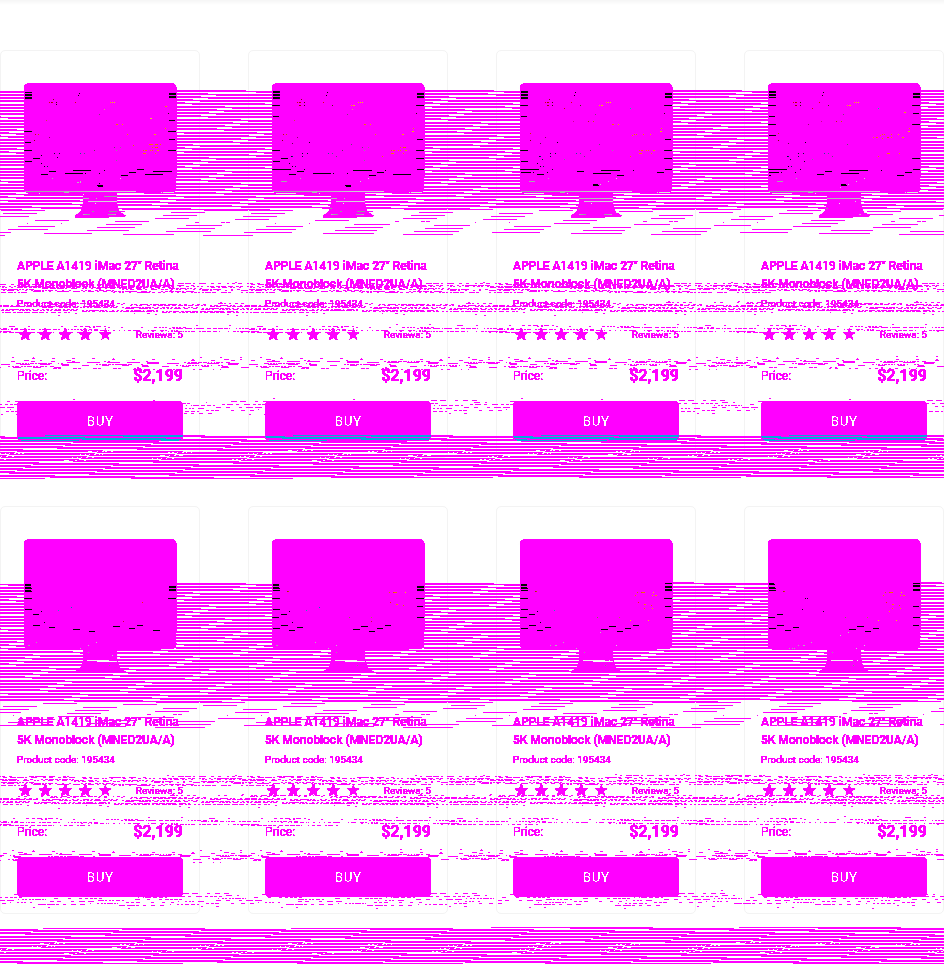 APPLE A1419 iMac 27" Retina
5K Monoblock (MNED2UA/A)
Product code: 195434
Reviews: 5
Price: $2,199
BUY
APPLE A1419 iMac 27" Retina
5K Monoblock (MNED2UA/A)
Product code: 195434
Reviews: 5
Price: $2,199
BUY
APPLE A1419 iMac 27" Retina
5K Monoblock (MNED2UA/A)
Product code: 195434
Reviews: 5
Price: $2,199
BUY
APPLE A1419 iMac 27" Retina
5K Monoblock (MNED2UA/A)
Product code: 195434
Reviews: 5
Price: $2,199
BUY
APPLE A1419 iMac 27" Retina
5K Monoblock (MNED2UA/A)
Product code: 195434
Reviews: 5
Price: $2,199
BUY
APPLE A1419 iMac 27" Retina
5K Monoblock (MNED2UA/A)
Product code: 195434
Reviews: 5
Price: $2,199
BUY
APPLE A1419 iMac 27" Retina
5K Monoblock (MNED2UA/A)
Product code: 195434
Reviews: 5
Price: $2,199
BUY
APPLE A1419 iMac 27" Retina
5K Monoblock (MNED2UA/A)
Product code: 195434
Reviews: 5
Price: $2,199
BUY